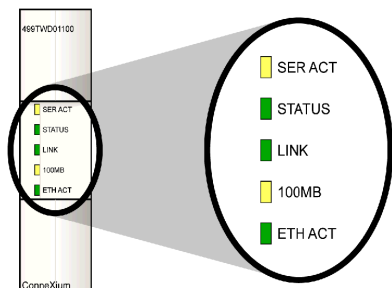 499TWD01100
SER ACT
STATUS
LINK
100MB
ETH ACT
ConneXium
SER ACT
STATUS
LINK
100MB
ETH ACT